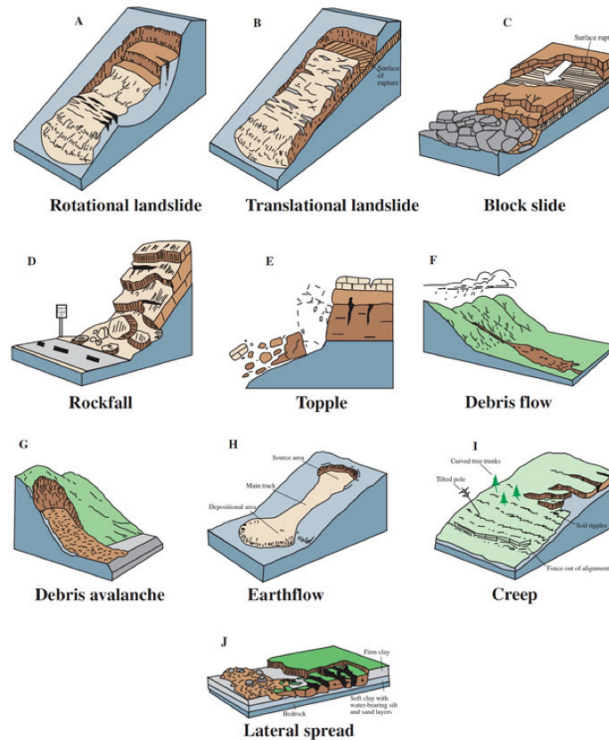 A
B
C
Surface of rupture
Surface rupture
Rotational landslide
Translational landslide
Block slide
D
E
F
Rockfall
Topple
Debris flow
G
H
I
Source area
Main track
Depositional area
Curved tree trunks
Tilted pole
Soil ripples
Fence out of alignment
Debris avalanche
Earthflow
Creep
J
Firm clay
Soft clay with
water-bearing silt
and sand layers
Bedrock
Lateral spread